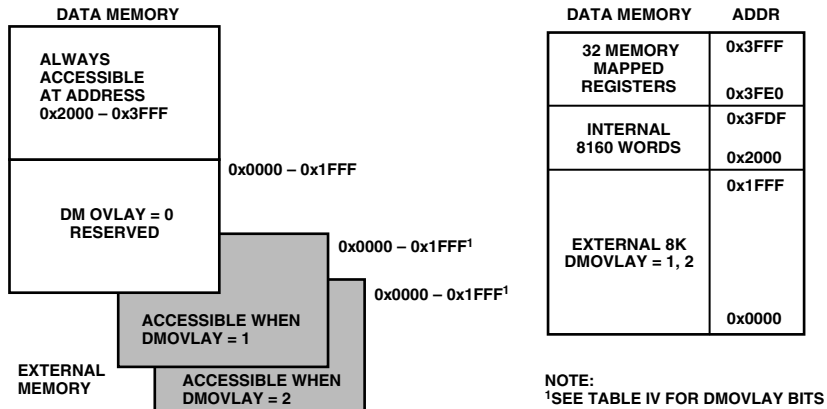 DATA MEMORY
ALWAYS
ACCESSIBLE
AT ADDRESS
0x2000 – 0x3FFF
0x0000 – 0x1FFF
DM OVLAY = 0
RESERVED
0x0000 – 0x1FFF¹
0x0000 – 0x1FFF¹
ACCESSIBLE WHEN
DMOVLAY = 1
EXTERNAL
MEMORY
ACCESSIBLE WHEN
DMOVLAY = 2
DATA MEMORY ADDR
32 MEMORY
MAPPED
REGISTERS
0x3FFF
0x3FE0
INTERNAL
8160 WORDS
0x3FDF
0x2000
0x1FFF
EXTERNAL 8K
DMOVLAY = 1, 2
0x0000
NOTE:
¹SEE TABLE IV FOR DMOVLAY BITS